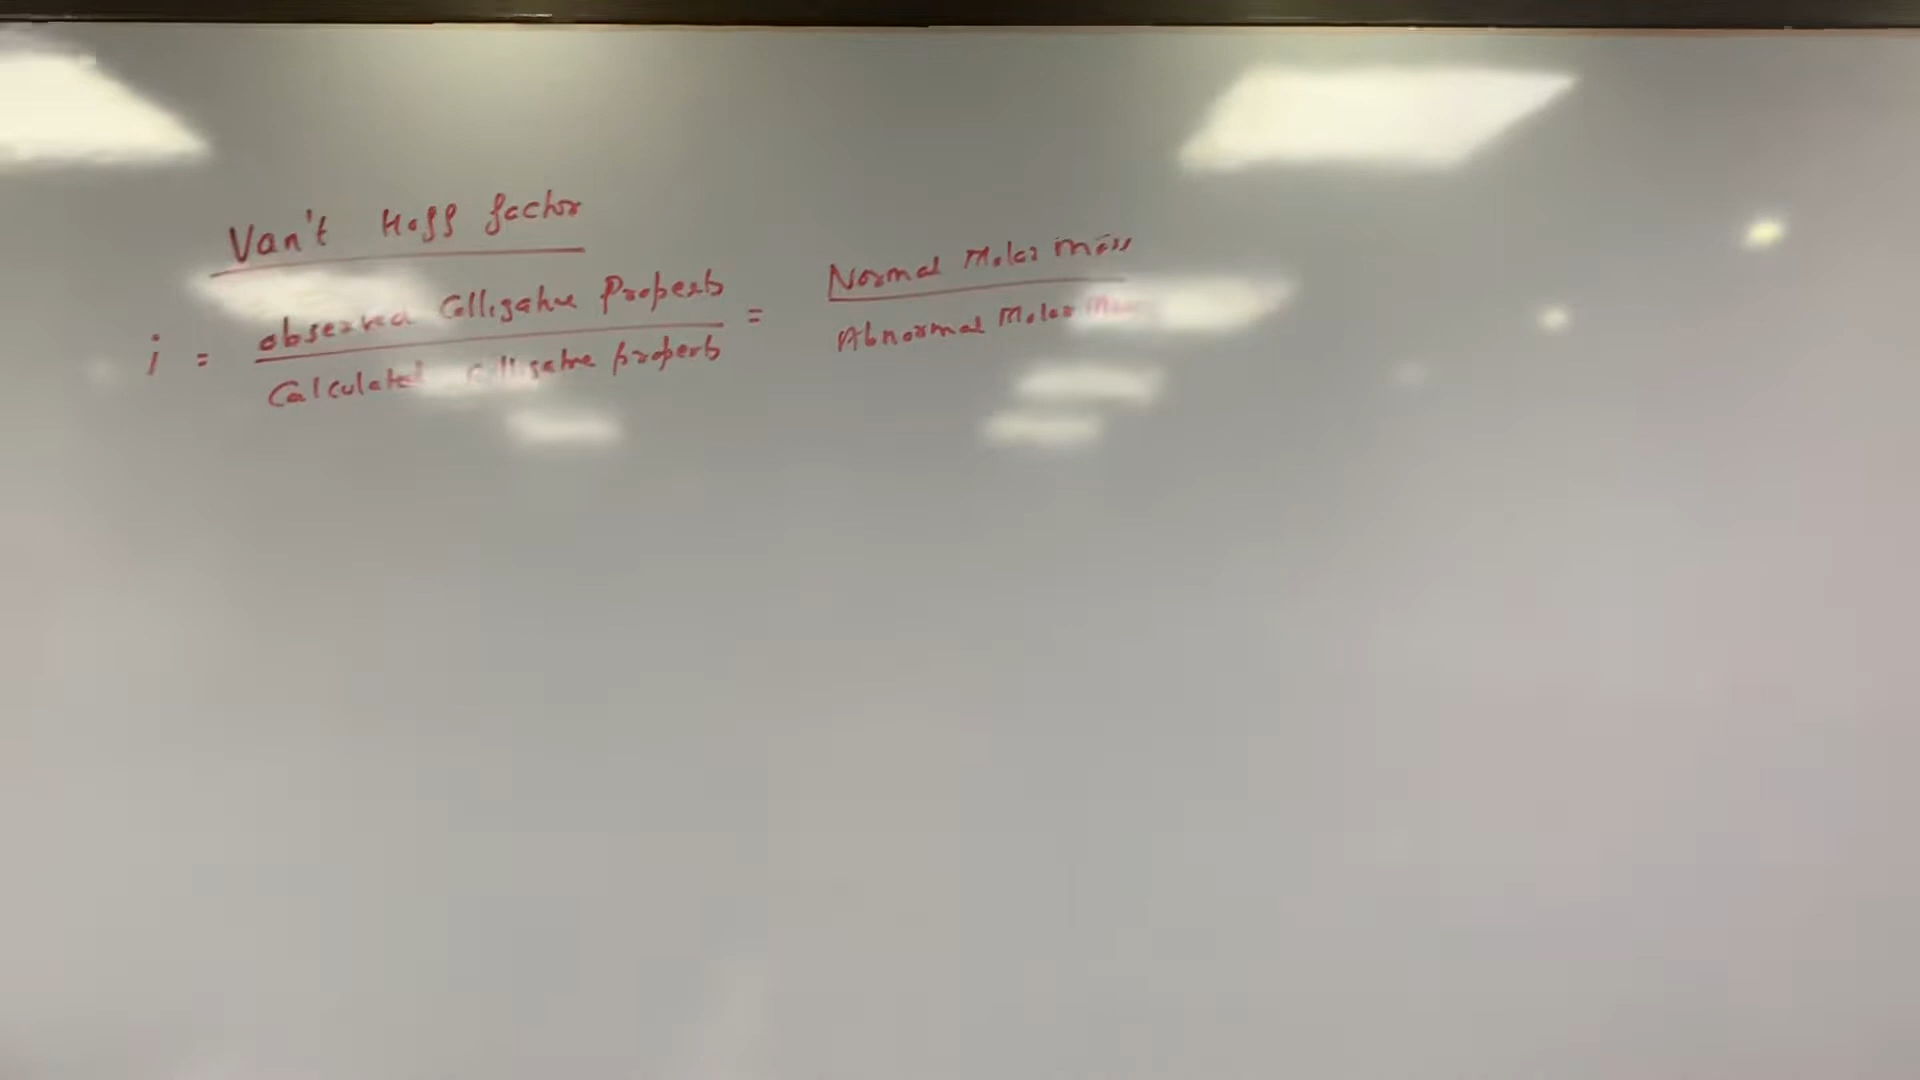 Van't Hoff factor
i = observed Colligative Property / Calculated Colligative property = Normal Molar mass / Abnormal Molar Mass